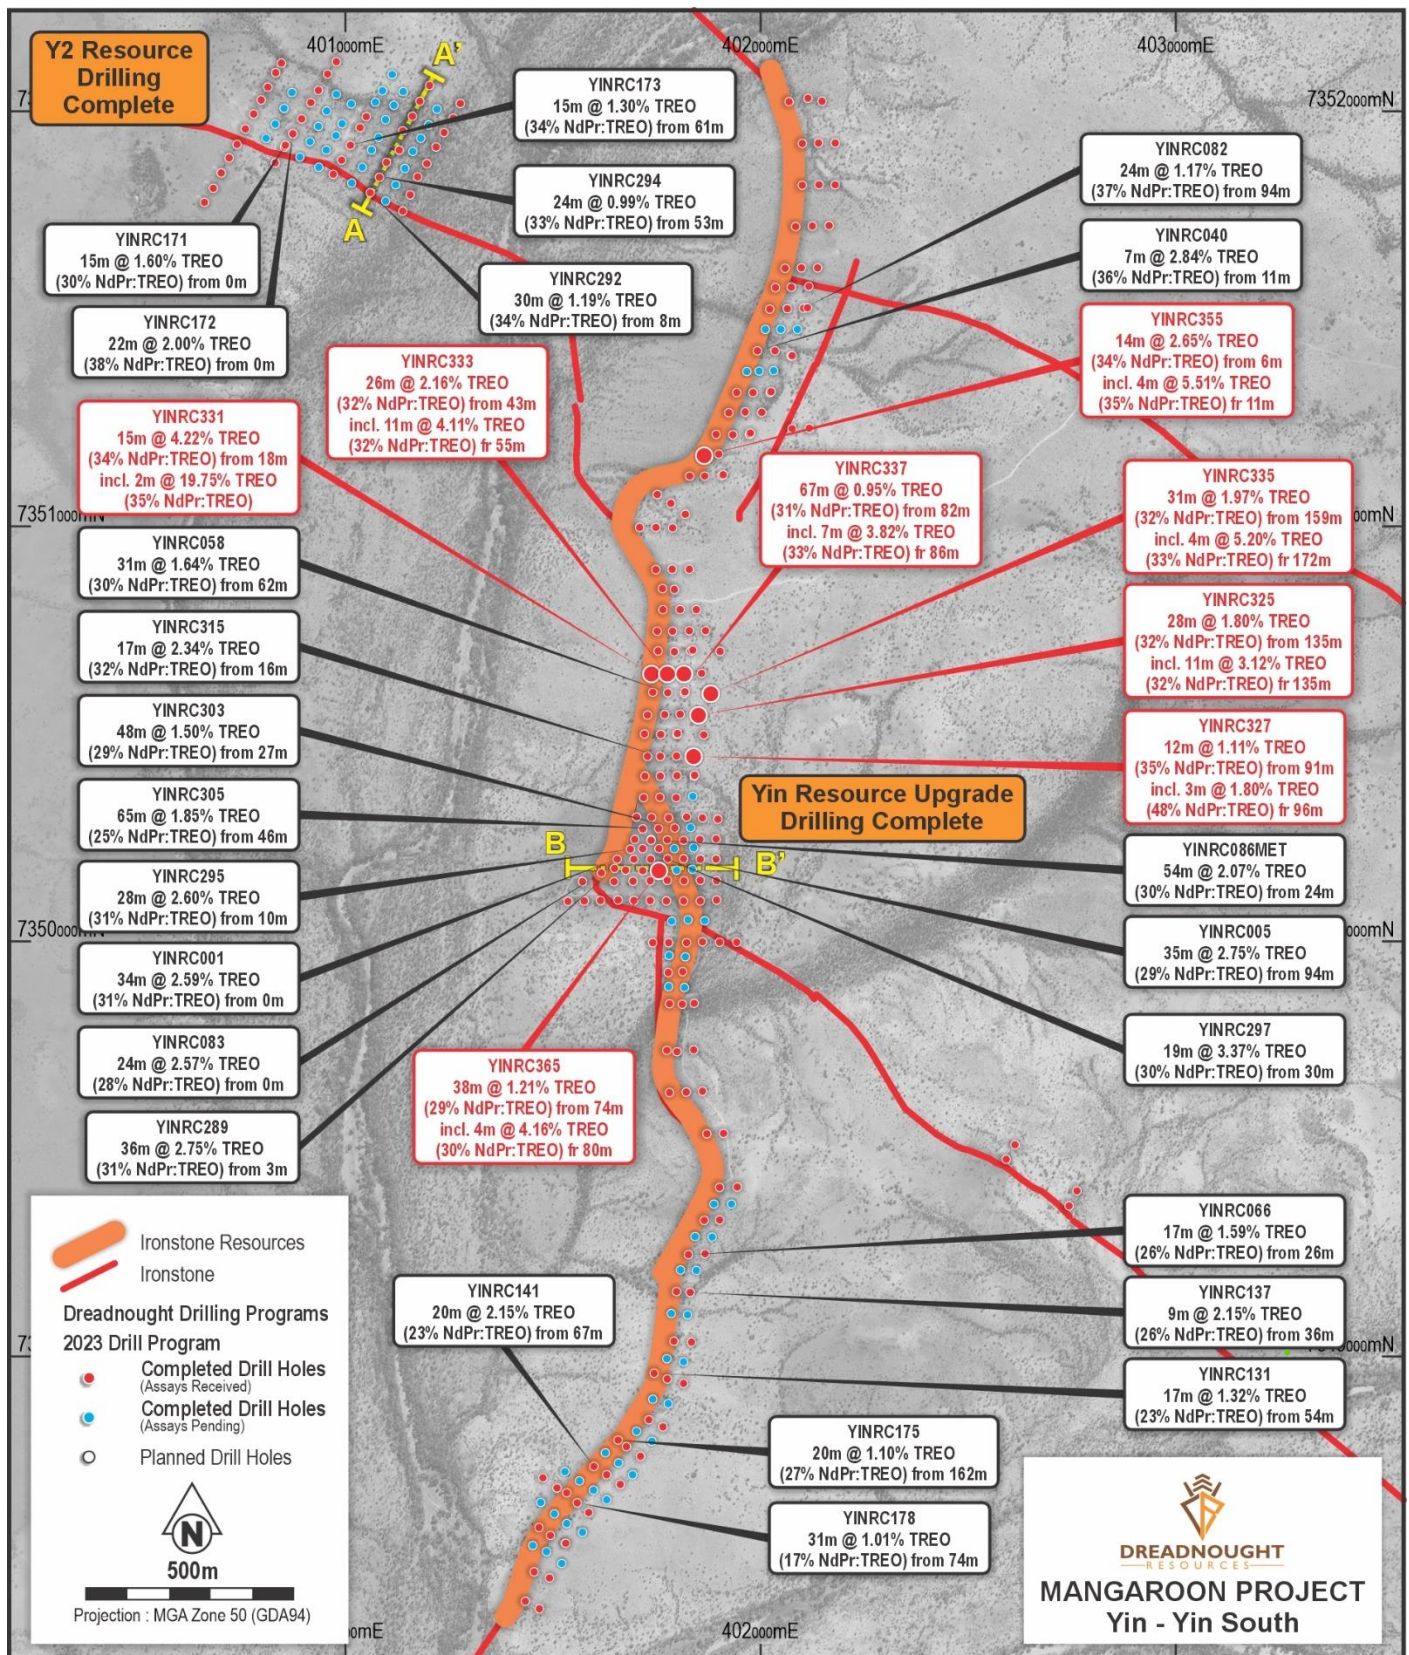 401000mE
402000mE
403000mE
Y2 Resource
Drilling
Complete
A'
A
7352000mN
YINRC173
15m @ 1.30% TREO
(34% NdPr:TREO) from 61m
YINRC082
24m @ 1.17% TREO
(37% NdPr:TREO) from 94m
YINRC294
24m @ 0.99% TREO
(33% NdPr:TREO) from 53m
YINRC171
15m @ 1.60% TREO
(30% NdPr:TREO) from 0m
YINRC040
7m @ 2.84% TREO
(36% NdPr:TREO) from 11m
YINRC292
30m @ 1.19% TREO
(34% NdPr:TREO) from 8m
YINRC172
22m @ 2.00% TREO
(38% NdPr:TREO) from 0m
YINRC355
14m @ 2.65% TREO
(34% NdPr:TREO) from 6m
incl. 4m @ 5.51% TREO
(35% NdPr:TREO) fr 11m
YINRC333
26m @ 2.16% TREO
(32% NdPr:TREO) from 43m
incl. 11m @ 4.11% TREO
(32% NdPr:TREO) fr 55m
YINRC331
15m @ 4.22% TREO
(34% NdPr:TREO) from 18m
incl. 2m @ 19.75% TREO
(35% NdPr:TREO)
YINRC337
67m @ 0.95% TREO
(31% NdPr:TREO) from 82m
incl. 7m @ 3.82% TREO
(33% NdPr:TREO) fr 86m
YINRC335
31m @ 1.97% TREO
(32% NdPr:TREO) from 159m
incl. 4m @ 5.20% TREO
(33% NdPr:TREO) fr 172m
7351000mN
000mN
YINRC058
31m @ 1.64% TREO
(30% NdPr:TREO) from 62m
YINRC325
28m @ 1.80% TREO
(32% NdPr:TREO) from 135m
incl. 11m @ 3.12% TREO
(32% NdPr:TREO) fr 135m
YINRC315
17m @ 2.34% TREO
(32% NdPr:TREO) from 16m
YINRC303
48m @ 1.50% TREO
(29% NdPr:TREO) from 27m
YINRC327
12m @ 1.11% TREO
(35% NdPr:TREO) from 91m
incl. 3m @ 1.80% TREO
(48% NdPr:TREO) fr 96m
YINRC305
65m @ 1.85% TREO
(25% NdPr:TREO) from 46m
Yin Resource Upgrade
Drilling Complete
B
B'
YINRC086MET
54m @ 2.07% TREO
(30% NdPr:TREO) from 24m
YINRC295
28m @ 2.60% TREO
(31% NdPr:TREO) from 10m
YINRC005
35m @ 2.75% TREO
(29% NdPr:TREO) from 94m
7350000mN
000mN
YINRC001
34m @ 2.59% TREO
(31% NdPr:TREO) from 0m
YINRC297
19m @ 3.37% TREO
(30% NdPr:TREO) from 30m
YINRC083
24m @ 2.57% TREO
(28% NdPr:TREO) from 0m
YINRC365
38m @ 1.21% TREO
(29% NdPr:TREO) from 74m
incl. 4m @ 4.16% TREO
(30% NdPr:TREO) fr 80m
YINRC289
36m @ 2.75% TREO
(31% NdPr:TREO) from 3m
YINRC066
17m @ 1.59% TREO
(26% NdPr:TREO) from 26m
YINRC141
20m @ 2.15% TREO
(23% NdPr:TREO) from 67m
YINRC137
9m @ 2.15% TREO
(26% NdPr:TREO) from 36m
YINRC131
17m @ 1.32% TREO
(23% NdPr:TREO) from 54m
YINRC175
20m @ 1.10% TREO
(27% NdPr:TREO) from 162m
YINRC178
31m @ 1.01% TREO
(17% NdPr:TREO) from 74m
Ironstone Resources
Ironstone
Dreadnought Drilling Programs
2023 Drill Program
Completed Drill Holes
(Assays Received)
Completed Drill Holes
(Assays Pending)
Planned Drill Holes
N
500m
Projection : MGA Zone 50 (GDA94)
000mE
402000mE
DREADNOUGHT
RESOURCES
MANGAROON PROJECT
Yin - Yin South